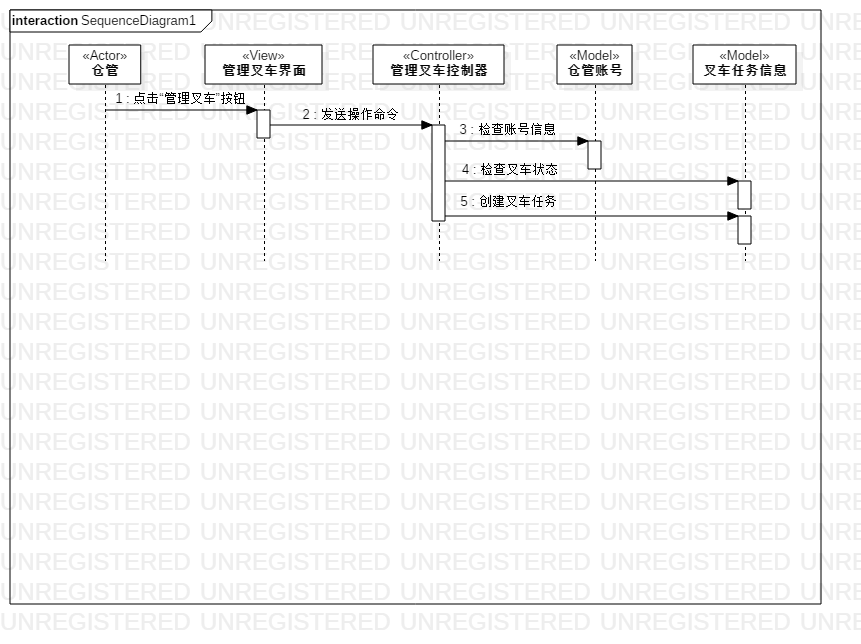 interaction SequenceDiagram1
«Actor»
仓管
«View»
管理叉车界面
«Controller»
管理叉车控制器
«Model»
仓管账号
«Model»
叉车任务信息
1 : 点击“管理叉车”按钮
2 : 发送操作命令
3 : 检查账号信息
4 : 检查叉车状态
5 : 创建叉车任务
UNREGISTERED